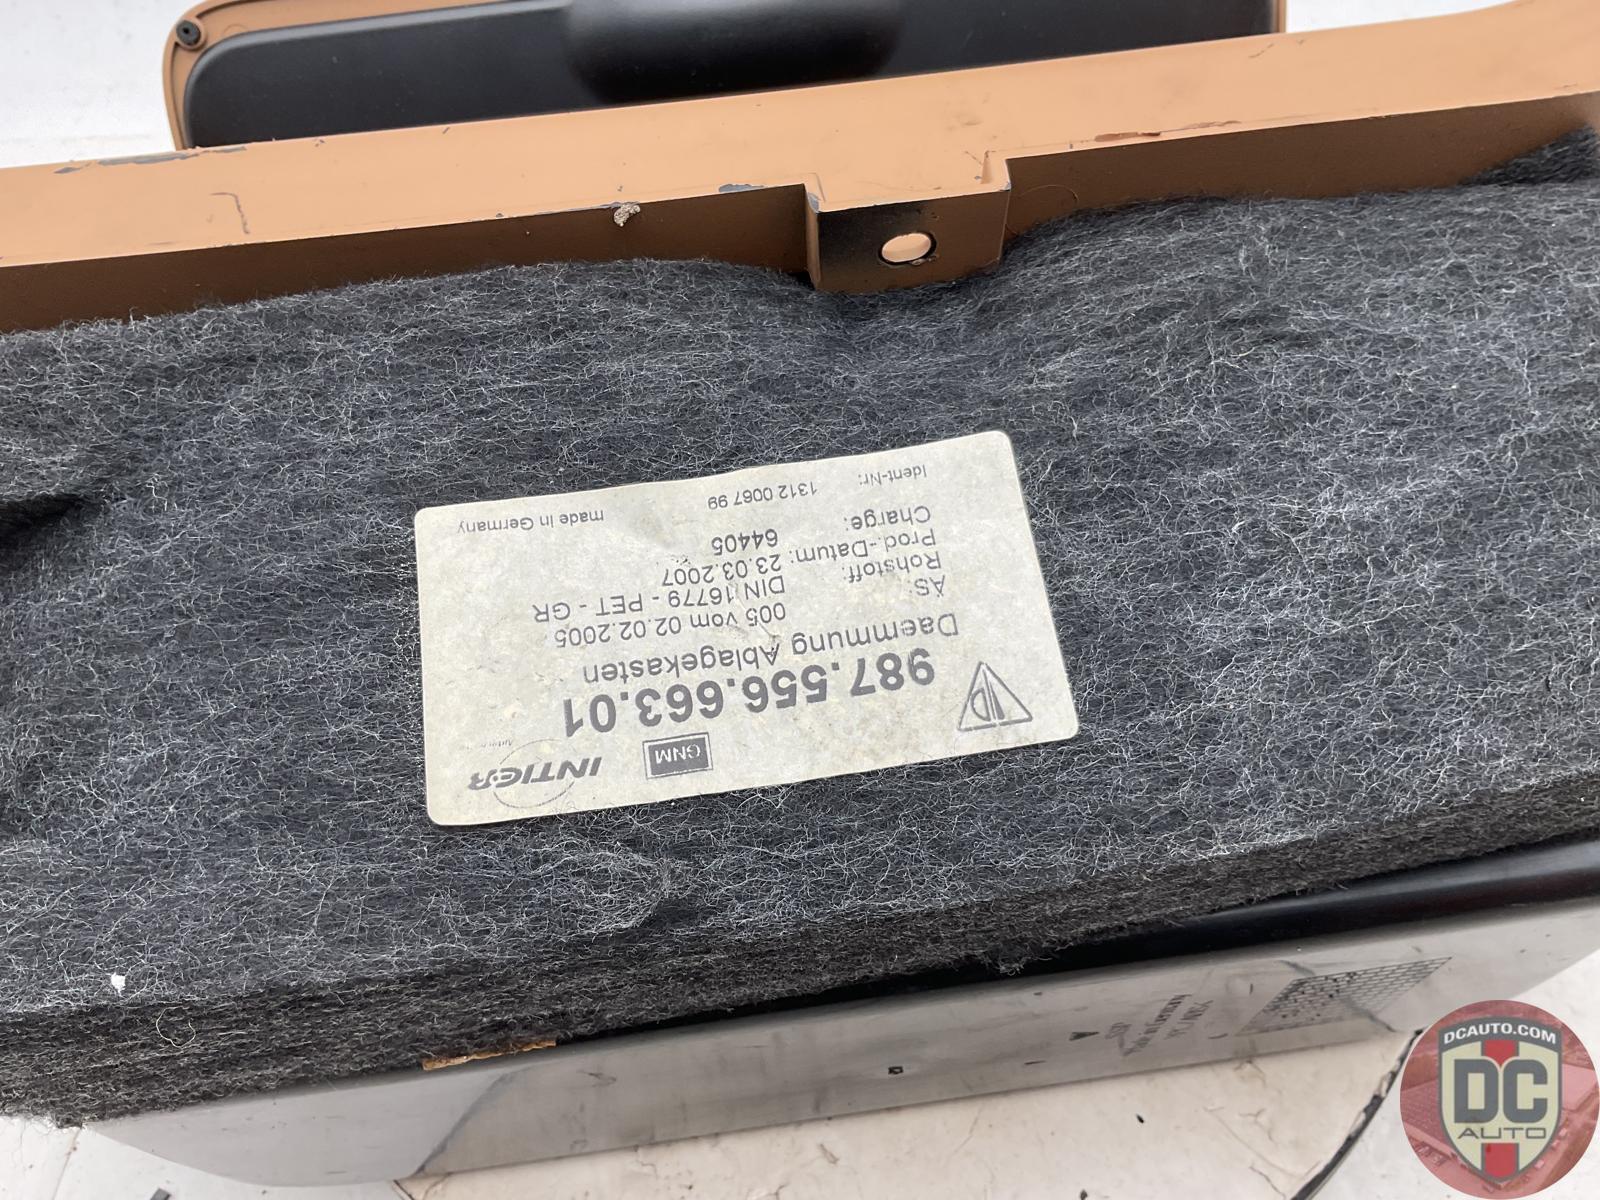 INTIER
GNM
987.556.663.01
Daemmung Ablagekasten
AS: 005 vom 02.02.2005
Rohstoff: DIN 16779 - PET - GR
Prod.-Datum: 23.03.2007
Charge: 64405
Ident-Nr: 1312 0067 99 made in Germany
DCAUTO.COM
DC
AUTO